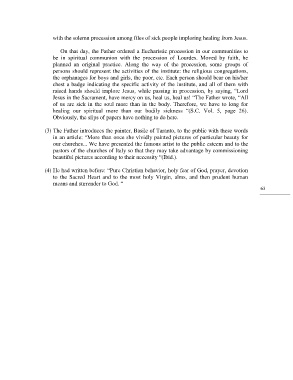 with the solemn procession among files of sick people imploring healing from Jesus.
On that day, the Father ordered a Eucharistic procession in our communities to
be in spiritual communion with the procession of Lourdes. Moved by faith, he
planned an original practice. Along the way of the procession, some groups of
persons should represent the activities of the institute: the religious congregations,
the orphanages for boys and girls, the poor, etc. Each person should bear on his/her
chest a badge indicating the specific activity of the institute, and all of them with
raised hands should implore Jesus, while passing in procession, by saying, "Lord
Jesus in the Sacrament, have mercy on us, heal us, heal us! "The Father wrote, "All
of us are sick in the soul more than in the body. Therefore, we have to long for
healing our spiritual more than our bodily sickness "(S.C. Vol. 5, page 26).
Obviously, the slips of papers have nothing to do here.
(3) The Father introduces the painter, Basile of Taranto, to the public with these words
in an article: "More than once she vividly painted pictures of particular beauty for
our churches... We have presented the famous artist to the public esteem and to the
pastors of the churches of Italy so that they may take advantage by commissioning
beautiful pictures according to their necessity "(Ibid.).
(4) He had written before: "Pure Christian behavior, holy fear of God, prayer, devotion
to the Sacred Heart and to the most holy Virgin, alms, and then prudent human
means and surrender to God. "